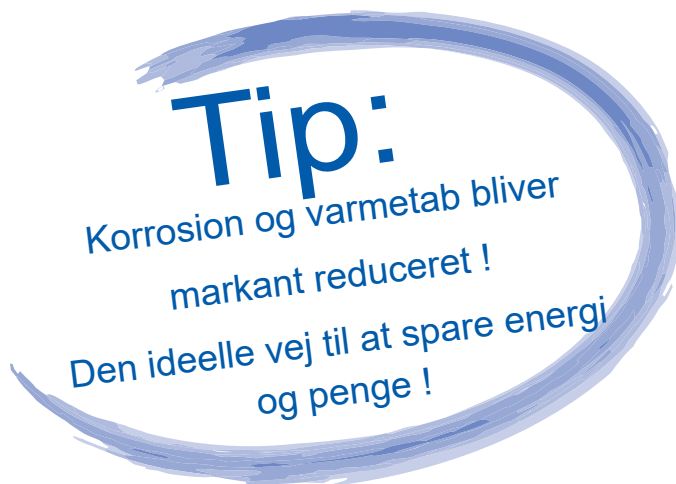 Tip:
Korrosion og varmetab bliver
markant reduceret !
Den ideelle vej til at spare energi
og penge !